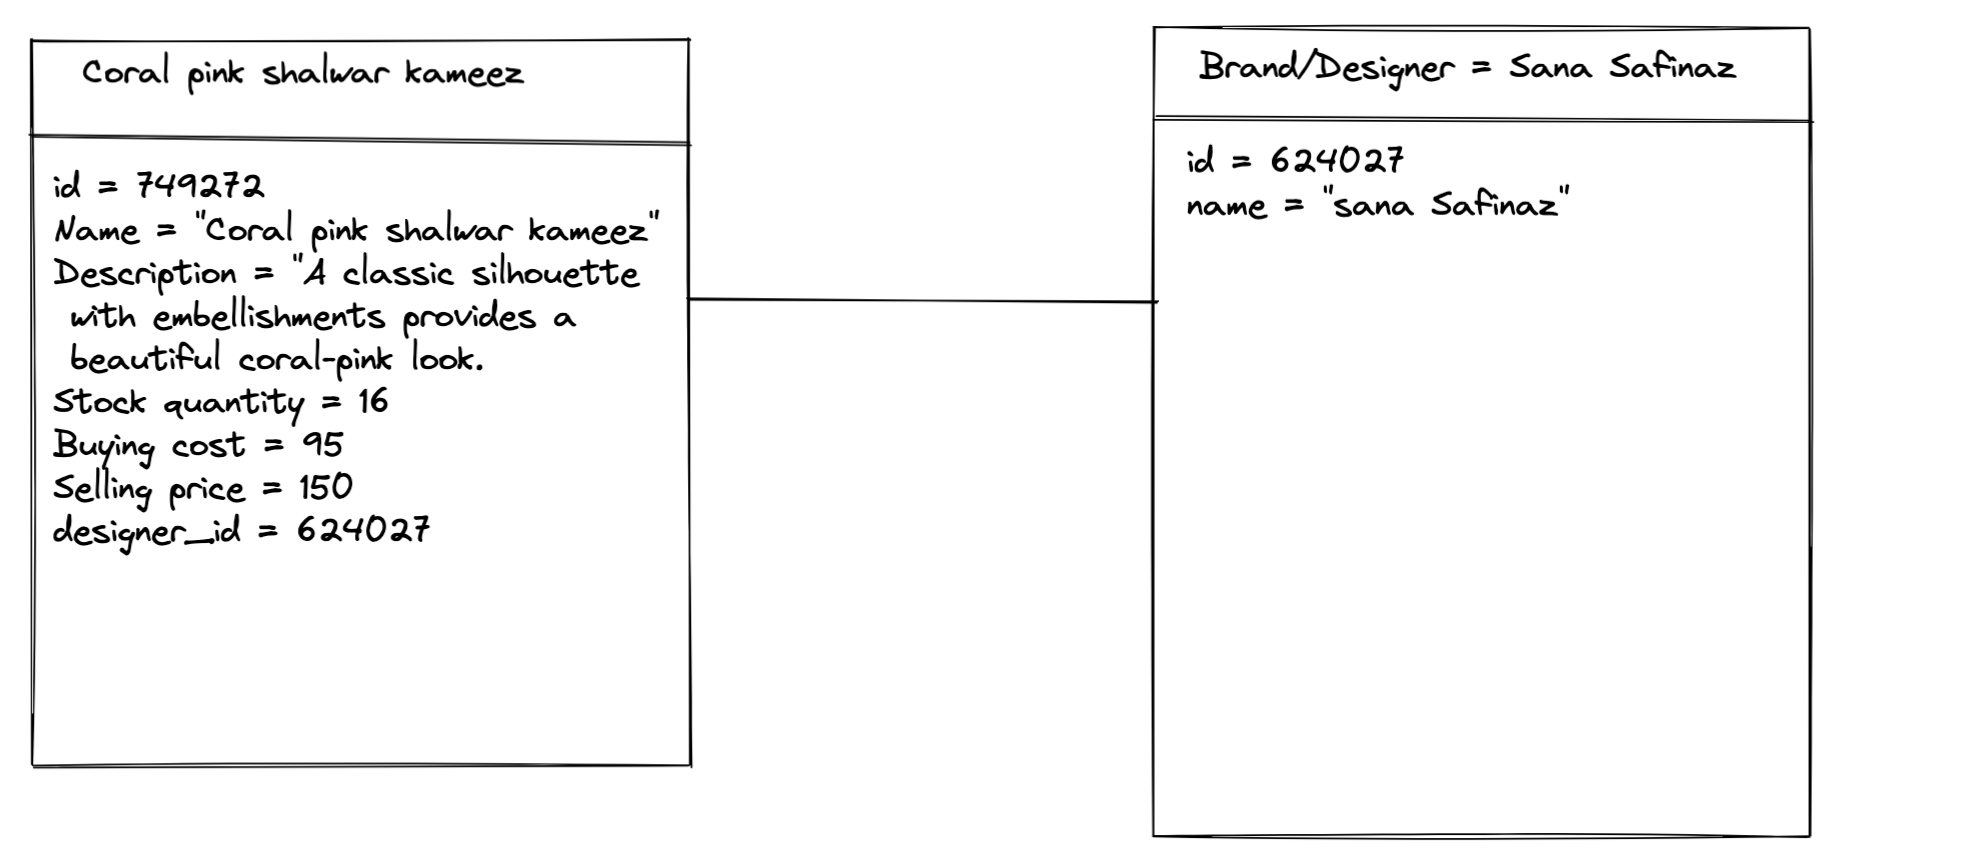 Coral pink shalwar kameez
id = 749272
Name = "Coral pink shalwar kameez"
Description = "A classic silhouette
with embellishments provides a
beautiful coral-pink look.
Stock quantity = 16
Buying cost = 95
Selling price = 150
designer_id = 624027
Brand/Designer = Sana Safinaz
id = 624027
name = "sana Safinaz"